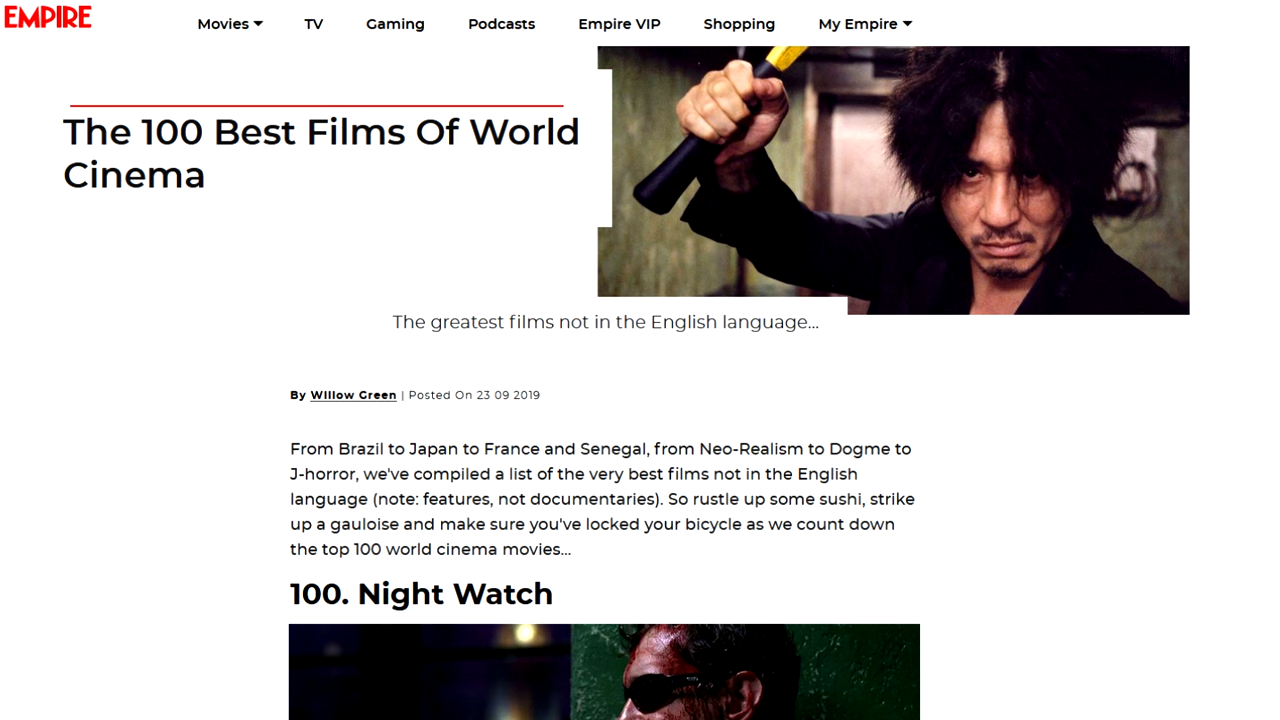 EMPIRE
Movies
TV
Gaming
Podcasts
Empire VIP
Shopping
My Empire
The 100 Best Films Of World
Cinema
The greatest films not in the English language...
By Willow Green | Posted On 23 09 2019
From Brazil to Japan to France and Senegal, from Neo-Realism to Dogme to
J-horror, we've compiled a list of the very best films not in the English
language (note: features, not documentaries). So rustle up some sushi, strike
up a gauloise and make sure you've locked your bicycle as we count down
the top 100 world cinema movies...
100. Night Watch